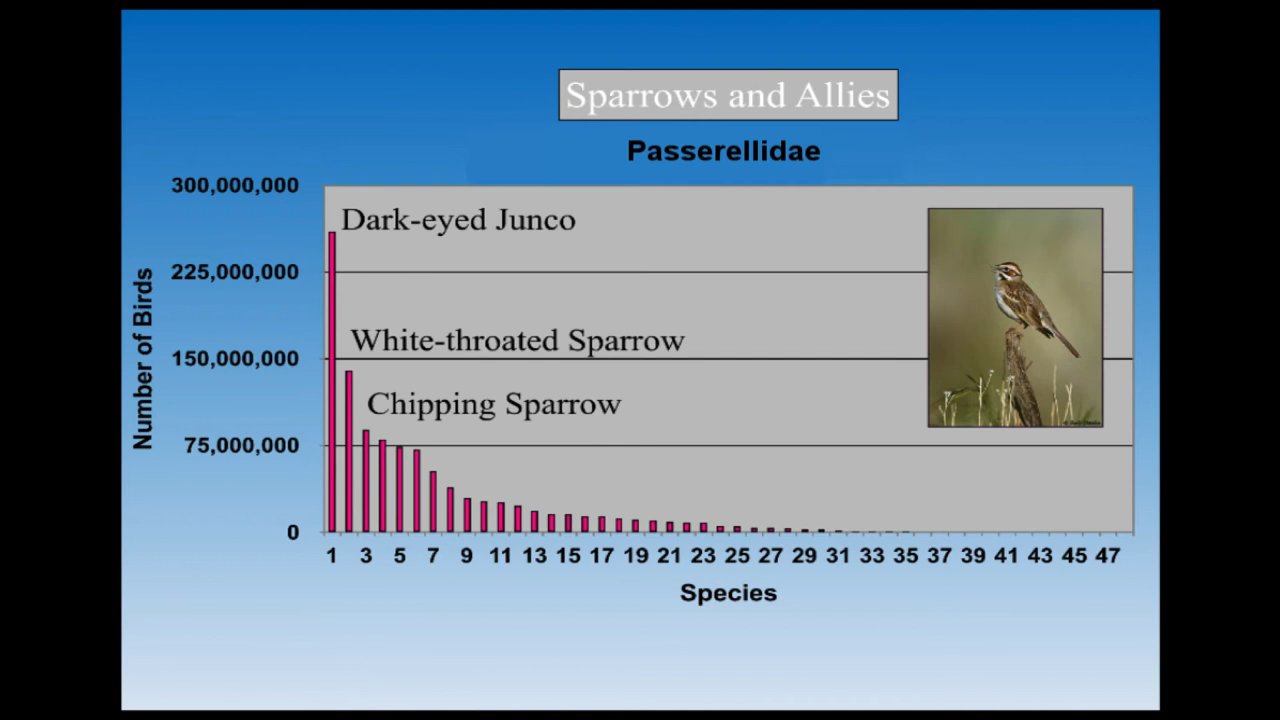 Sparrows and Allies
Passerellidae
300,000,000
225,000,000
150,000,000
75,000,000
0
Number of Birds
Dark-eyed Junco
White-throated Sparrow
Chipping Sparrow
1 3 5 7 9 11 13 15 17 19 21 23 25 27 29 31 33 35 37 39 41 43 45 47
Species